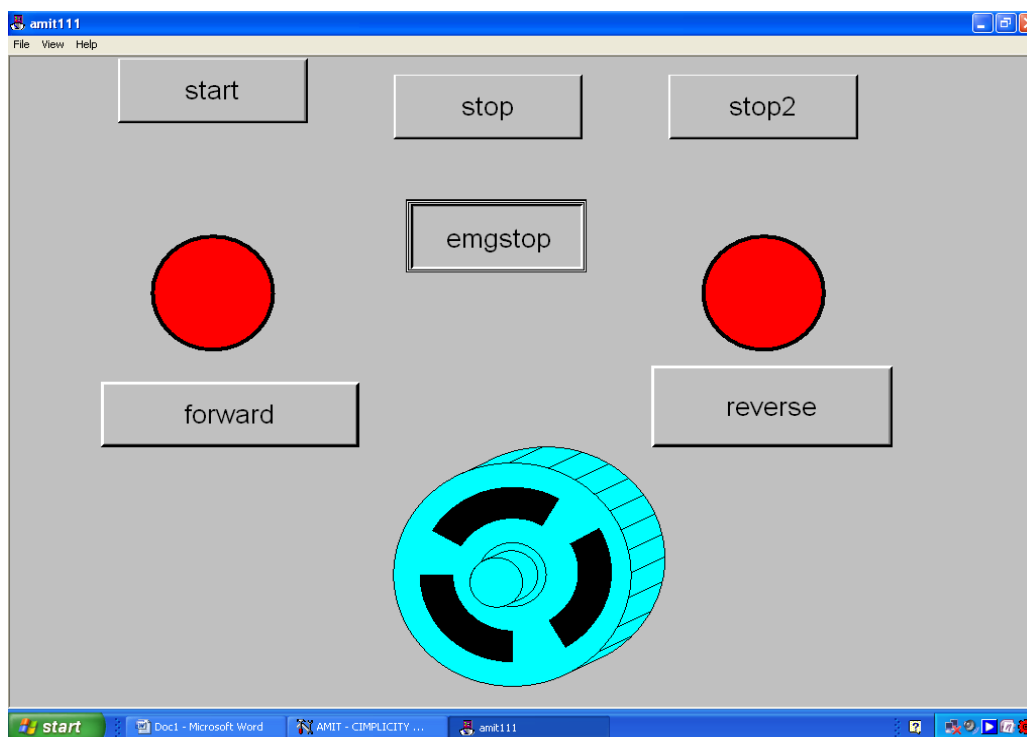 amit111
File View Help
start
stop
stop2
emgstop
forward
reverse
start
Doc1 - Microsoft Word
AMIT - CIMPLICITY ...
amit111